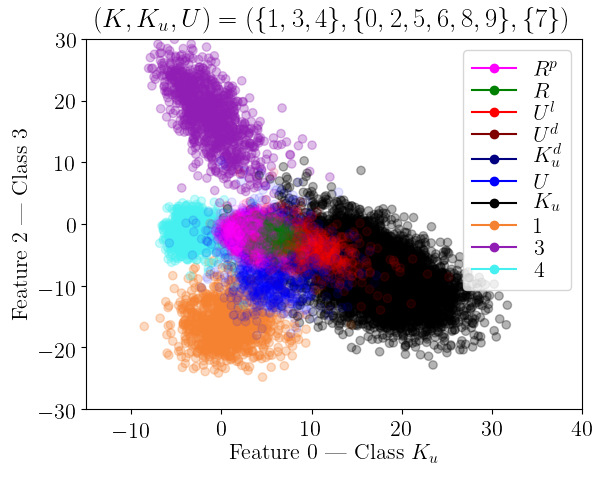 (K, K_u, U) = ({1, 3, 4}, {0, 2, 5, 6, 8, 9}, {7})
30
20
10
0
−10
−20
−30
Feature 2 — Class 3
−10 0 10 20 30 40
Feature 0 — Class K_u
R^p
R
U^l
U^d
K_u^d
U
K_u
1
3
4